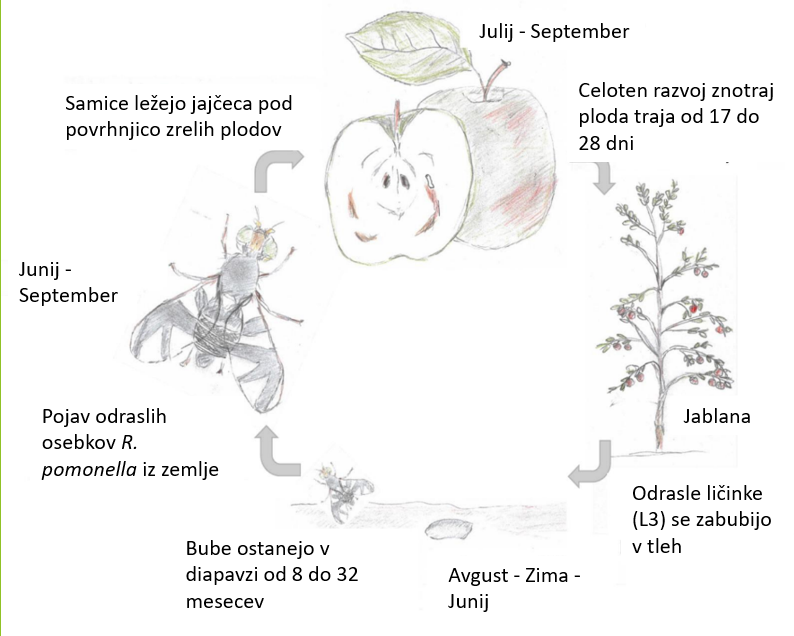 Julij - September
Celoten razvoj znotraj
ploda traja od 17 do
28 dni
Jablana
Odrasle ličinke
(L3) se zabubijo
v tleh
Avgust - Zima -
Junij
Bube ostanejo v
diapavzi od 8 do 32
mesecev
Pojav odraslih
osebkov R.
pomonella iz zemlje
Junij -
September
Samice ležejo jajčeca pod
povrhnjico zrelih plodov